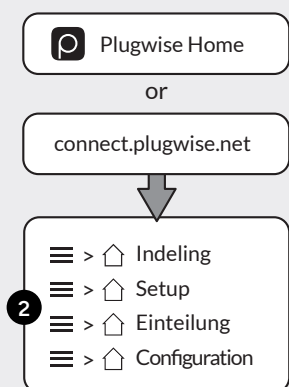 Plugwise Home
or
connect.plugwise.net
2
> Indeling
> Setup
> Einteilung
> Configuration